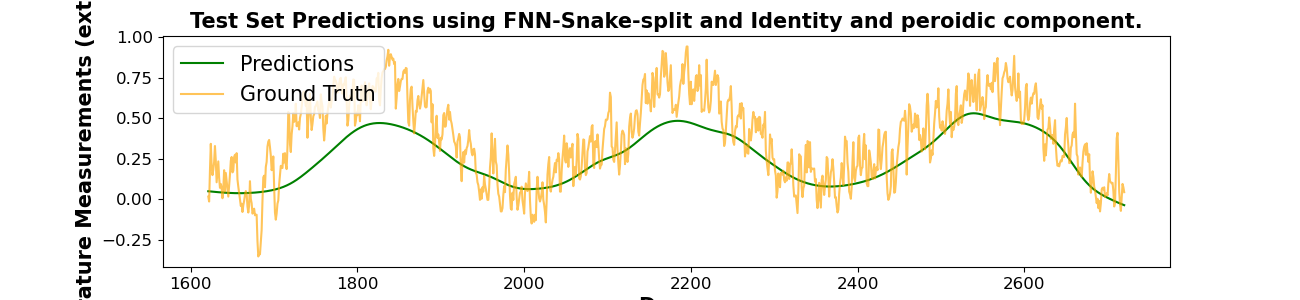 Test Set Predictions using FNN-Snake-split and Identity and peroidic component.
rature Measurements (ext
1.00
0.75
0.50
0.25
0.00
−0.25
Predictions
Ground Truth
1600 1800 2000 2200 2400 2600